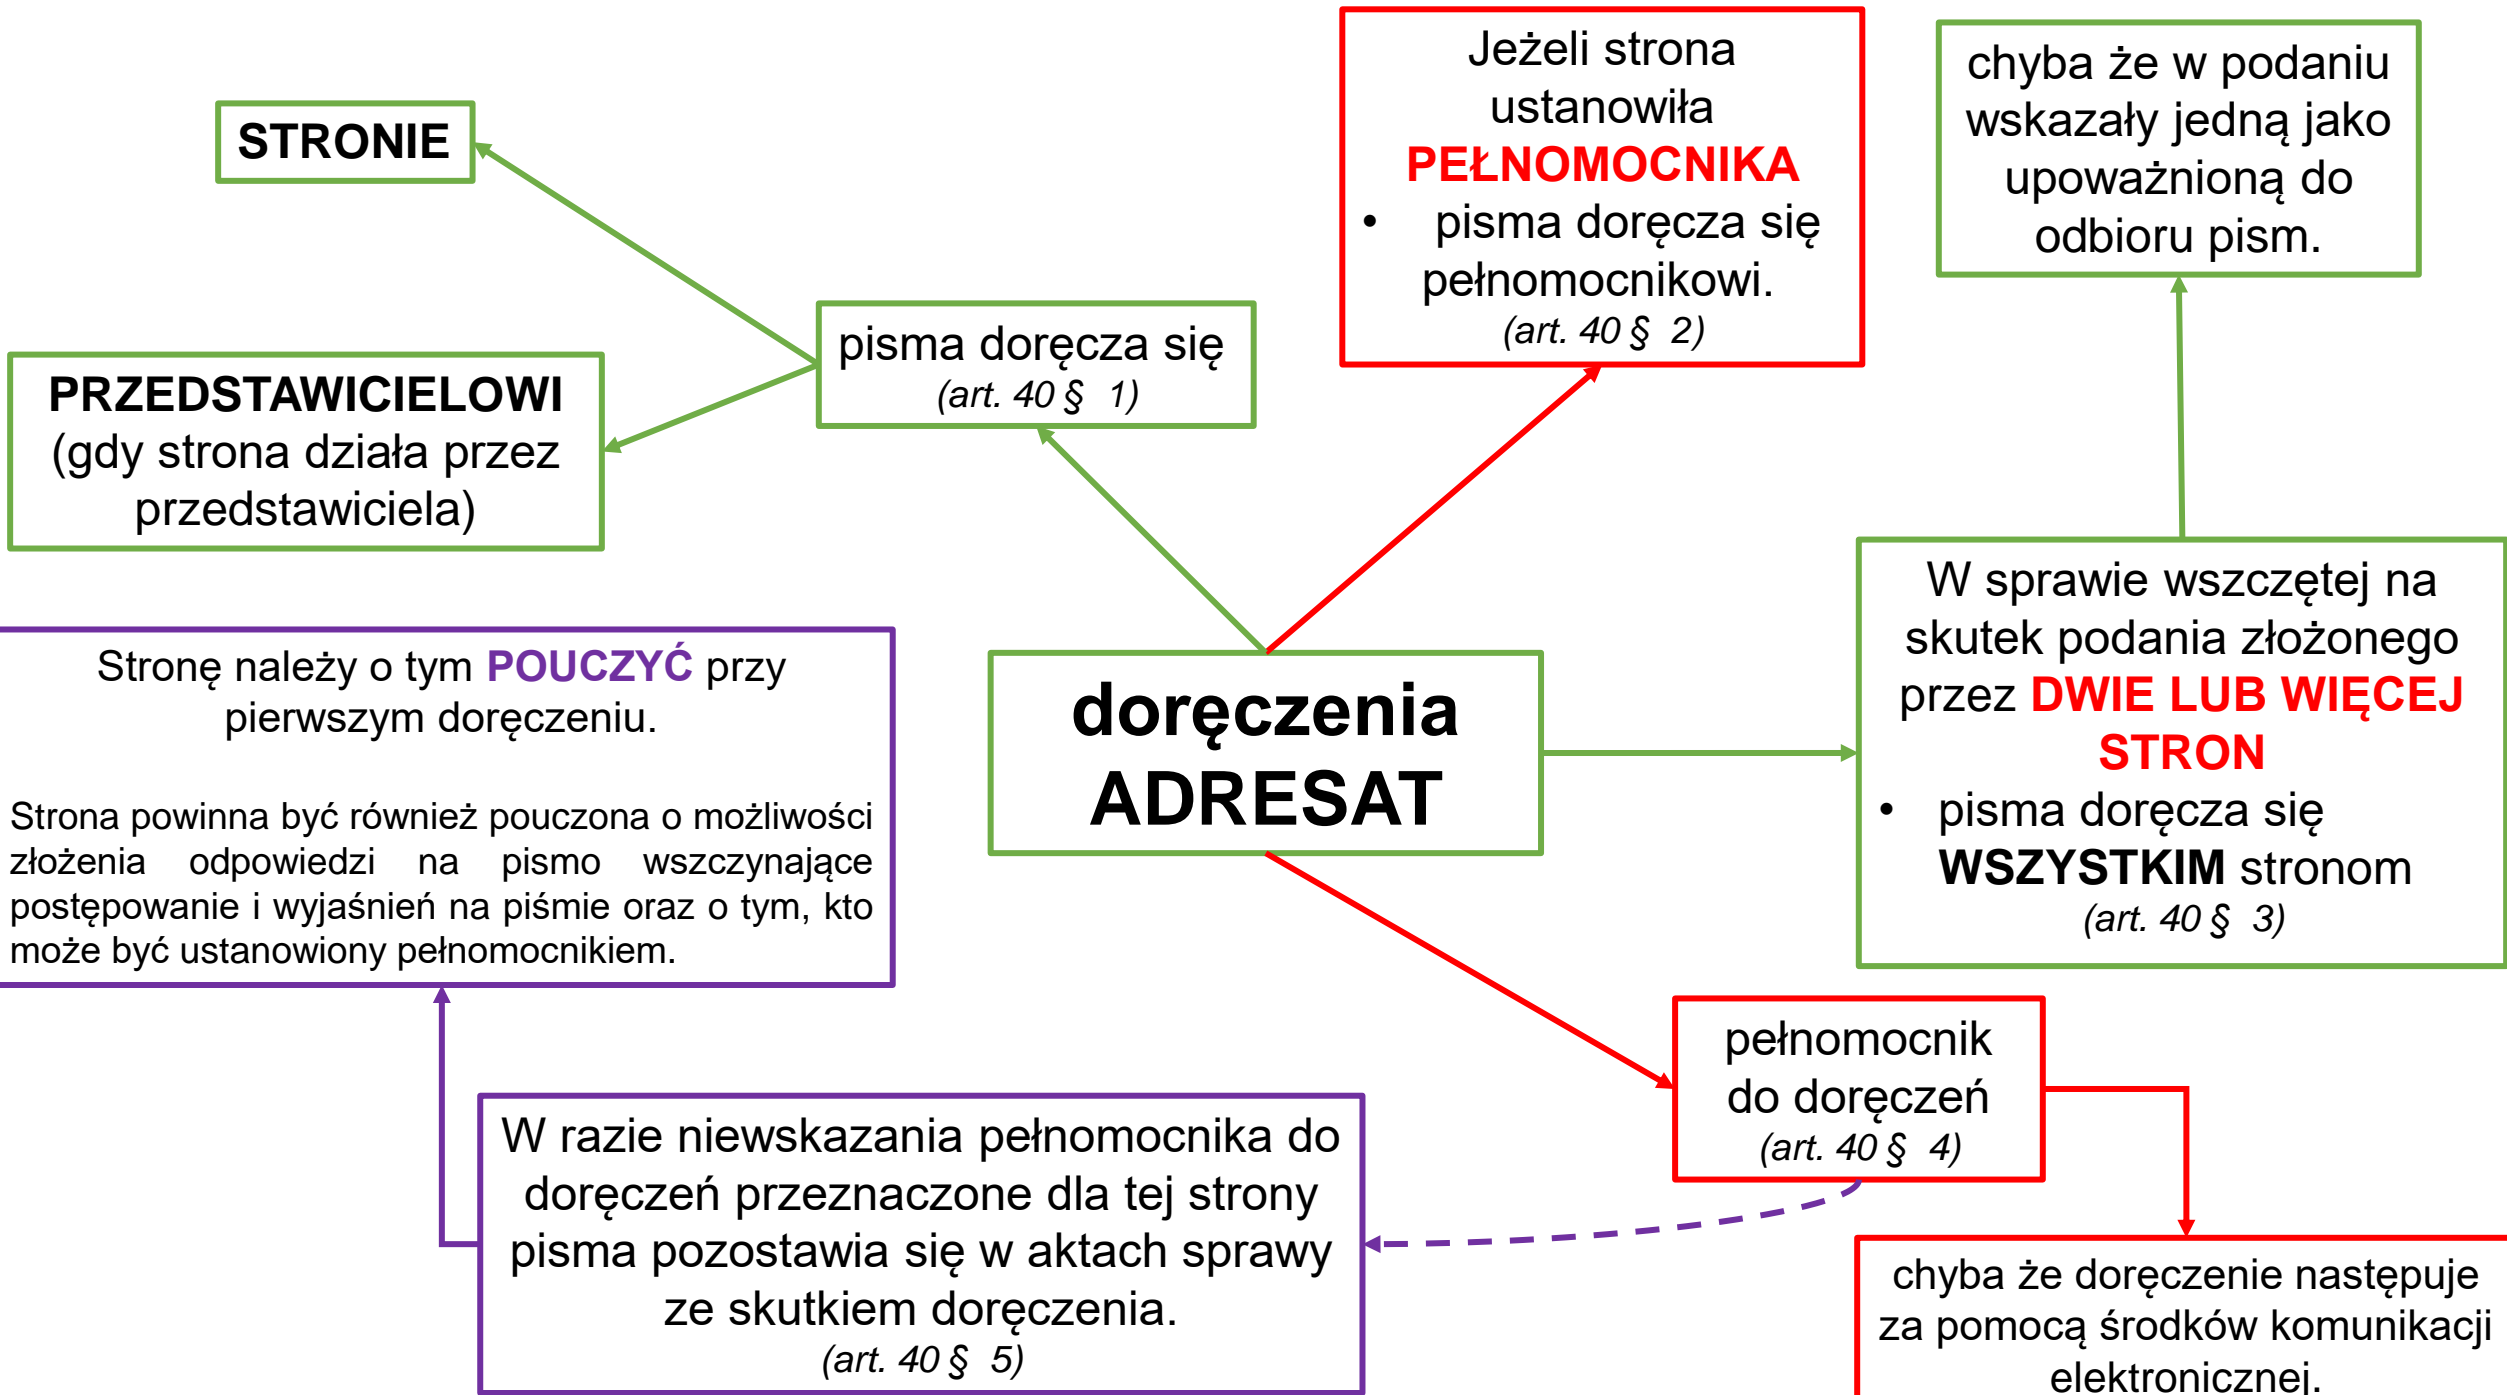 STRONIE
PRZEDSTAWICIELOWI
(gdy strona działa przez
przedstawiciela)
pisma doręcza się
(art. 40 § 1)
Jeżeli strona
ustanowiła
PEŁNOMOCNIKA
• pisma doręcza się
pełnomocnikowi.
(art. 40 § 2)
chyba że w podaniu
wskazały jedną jako
upoważnioną do
odbioru pism.
W sprawie wszczętej na
skutek podania złożonego
przez DWIE LUB WIĘCEJ
STRON
• pisma doręcza się
WSZYSTKIM stronom
(art. 40 § 3)
doręczenia
ADRESAT
Stronę należy o tym POUCZYĆ przy
pierwszym doręczeniu.
Strona powinna być również pouczona o możliwości
złożenia odpowiedzi na pismo wszczynające
postępowanie i wyjaśnień na piśmie oraz o tym, kto
może być ustanowiony pełnomocnikiem.
pełnomocnik
do doręczeń
(art. 40 § 4)
W razie niewskazania pełnomocnika do
doręczeń przeznaczone dla tej strony
pisma pozostawia się w aktach sprawy
ze skutkiem doręczenia.
(art. 40 § 5)
chyba że doręczenie następuje
za pomocą środków komunikacji
elektronicznej.